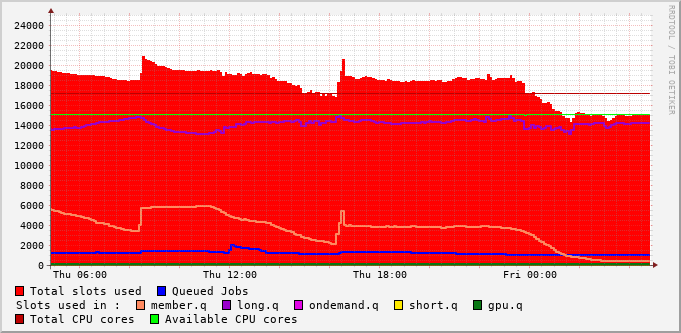 24000
22000
20000
18000
16000
14000
12000
10000
8000
6000
4000
2000
0
Thu 06:00 Thu 12:00 Thu 18:00 Fri 00:00
RRDTOOL / TOBI OETIKER
Total slots used Queued Jobs
Slots used in : member.q long.q ondemand.q short.q gpu.q
Total CPU cores Available CPU cores